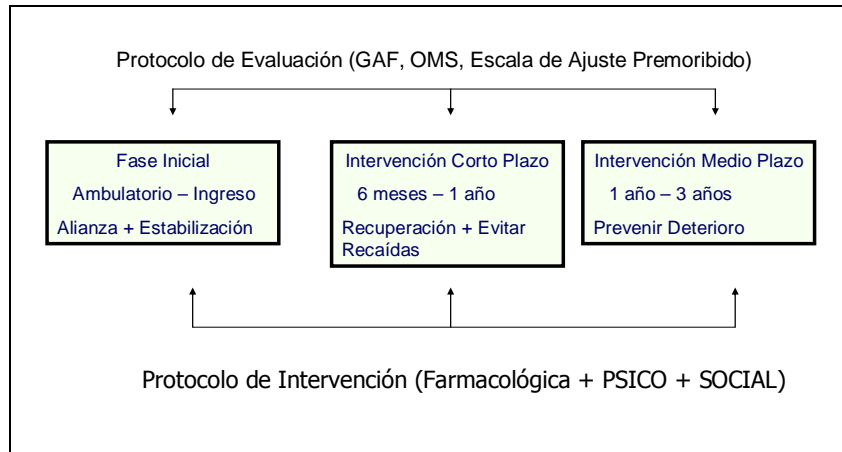 Protocolo de Evaluación (GAF, OMS, Escala de Ajuste Premoribido)
Fase Inicial
Ambulatorio – Ingreso
Alianza + Estabilización
Intervención Corto Plazo
6 meses – 1 año
Recuperación + Evitar
Recaídas
Intervención Medio Plazo
1 año – 3 años
Prevenir Deterioro
Protocolo de Intervención (Farmacológica + PSICO + SOCIAL)